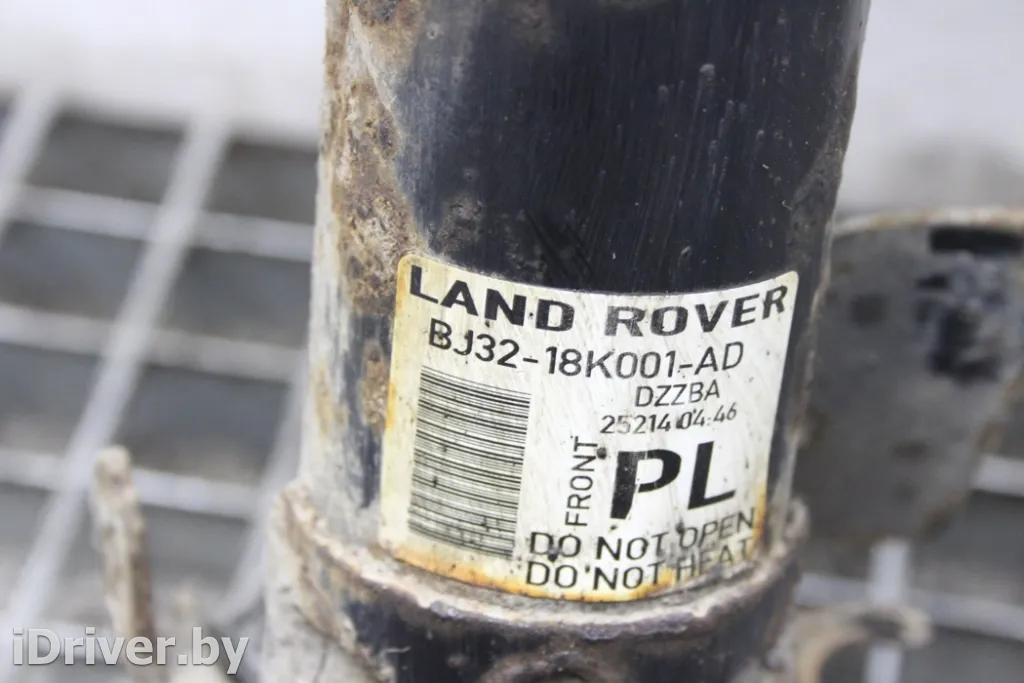 LAND ROVER
BJ32-18K001-AD
DZZBA
25214 04:46
FRONT
PL
DO NOT OPEN
DO NOT HEAT
iDriver.by